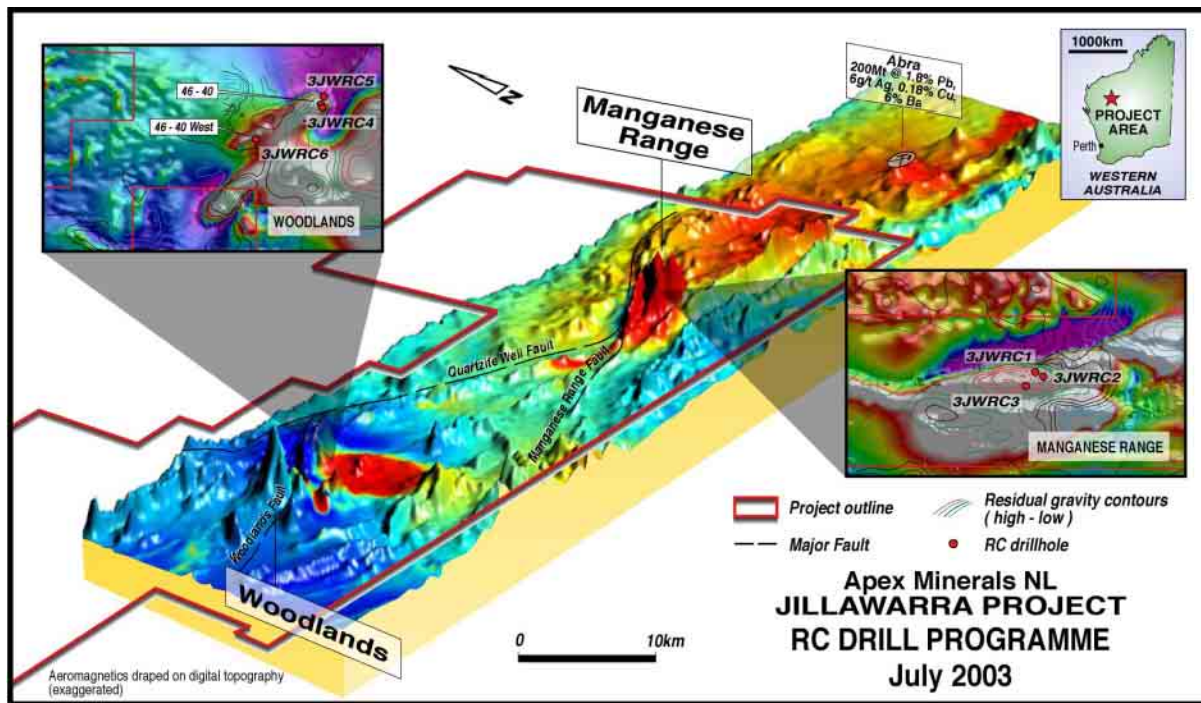 46 - 40
46 - 40 West
3JWRC5
3JWRC4
3JWRC6
WOODLANDS
N
Manganese
Range
Abra
200Mt @ 1.8% Pb,
6g/t Ag, 0.18% Cu,
6% Ba
1000km
PROJECT
AREA
Perth
WESTERN
AUSTRALIA
Quartzite Well Fault
Manganese Range Fault
Woodlands Fault
Woodlands
3JWRC1
3JWRC2
3JWRC3
MANGANESE RANGE
Project outline
Major Fault
Residual gravity contours
( high - low )
RC drillhole
0 10km
Apex Minerals NL
JILLAWARRA PROJECT
RC DRILL PROGRAMME
July 2003
Aeromagnetics draped on digital topography
(exaggerated)